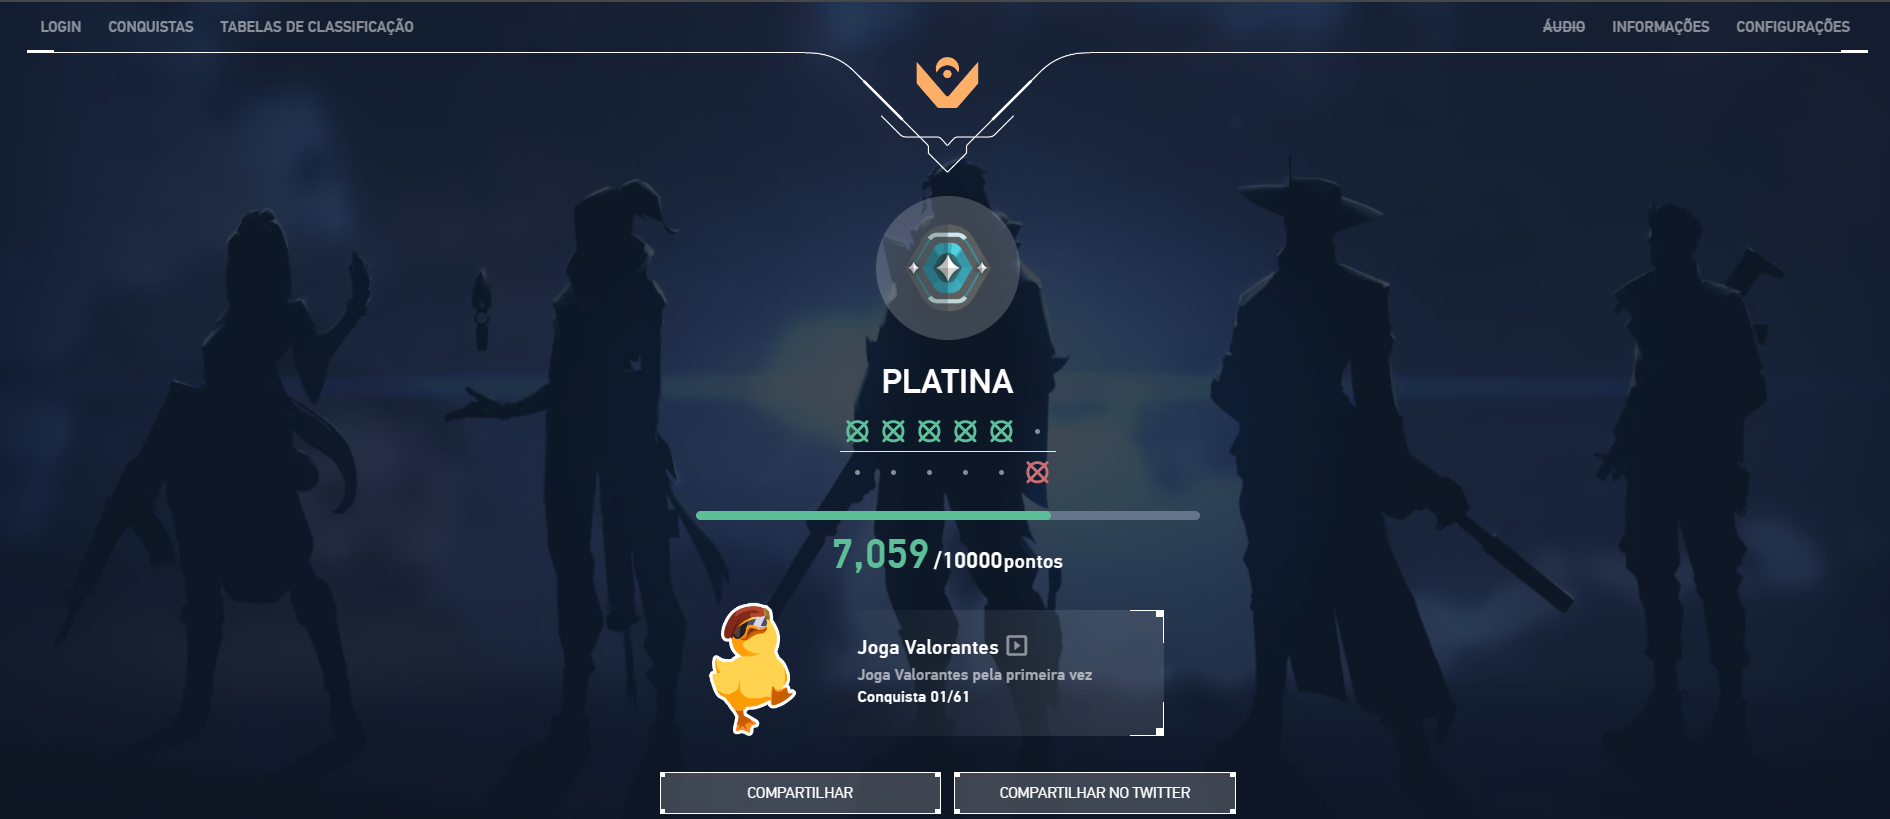 LOGIN CONQUISTAS TABELAS DE CLASSIFICAÇÃO ÁUDIO INFORMAÇÕES CONFIGURAÇÕES
PLATINA
7,059 /10000pontos
Joga Valorantes
Joga Valorantes pela primeira vez
Conquista 01/61
COMPARTILHAR COMPARTILHAR NO TWITTER